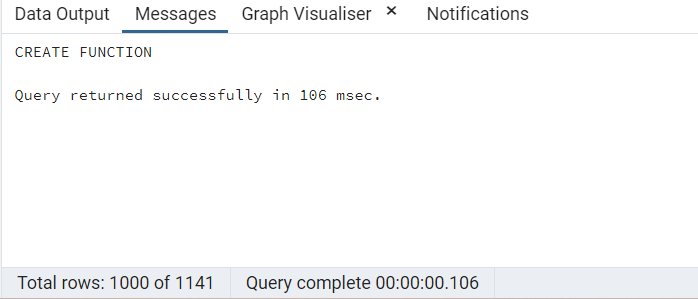 Data Output Messages Graph Visualiser × Notifications
CREATE FUNCTION
Query returned successfully in 106 msec.
Total rows: 1000 of 1141 Query complete 00:00:00.106